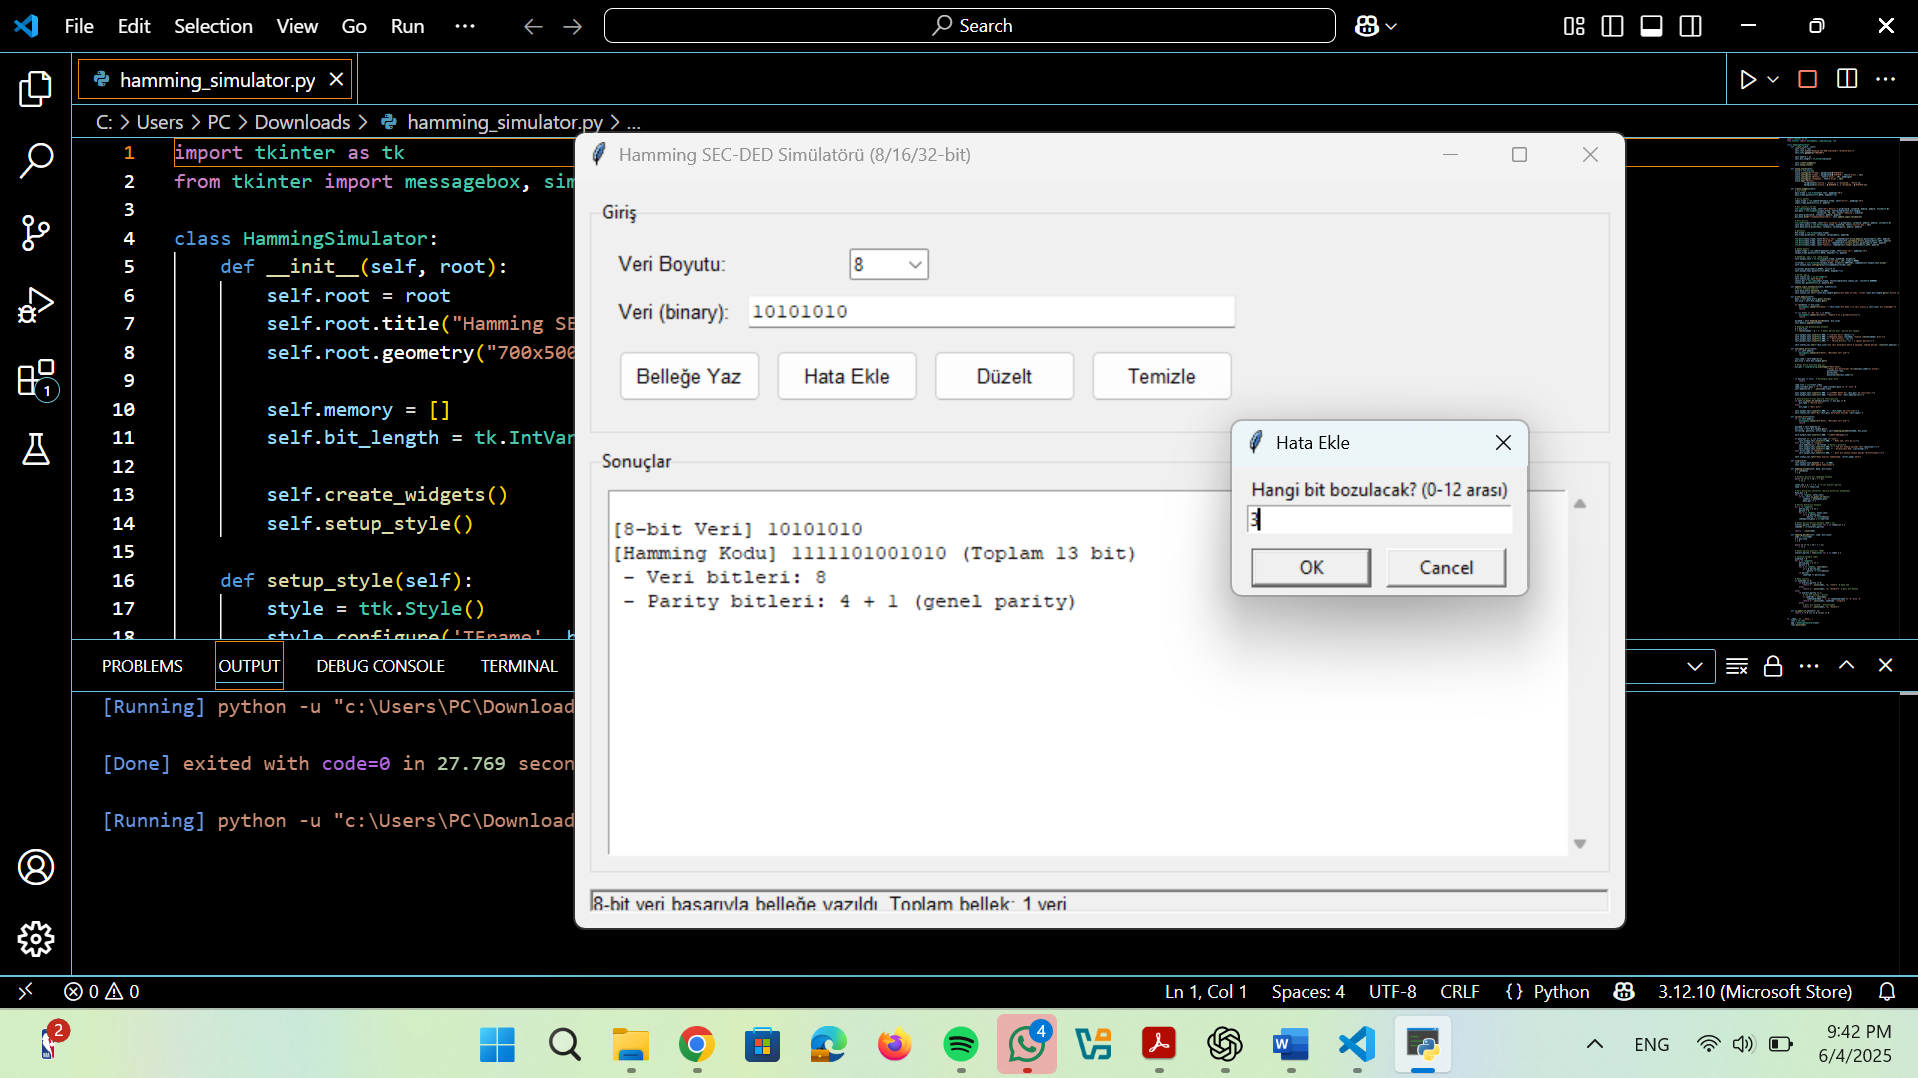 File Edit Selection View Go Run ...
Search
hamming_simulator.py
C: > Users > PC > Downloads > hamming_simulator.py > ...
1 import tkinter as tk
2 from tkinter import messagebox, sim
3
4 class HammingSimulator:
5 def __init__(self, root):
6 self.root = root
7 self.root.title("Hamming SE
8 self.root.geometry("700x500
9
10 self.memory = []
11 self.bit_length = tk.IntVar
12
13 self.create_widgets()
14 self.setup_style()
15
16 def setup_style(self):
17 style = ttk.Style()
18 style.configure('TFrame', b
Hamming SEC-DED Simülatörü (8/16/32-bit)
Giriş
Veri Boyutu: 8
Veri (binary): 10101010
Belleğe Yaz Hata Ekle Düzelt Temizle
Sonuçlar
[8-bit Veri] 10101010
[Hamming Kodu] 1111101001010 (Toplam 13 bit)
- Veri bitleri: 8
- Parity bitleri: 4 + 1 (genel parity)
8-bit veri başarıyla belleğe yazıldı. Toplam bellek: 1 veri
Hata Ekle
Hangi bit bozulacak? (0-12 arası)
3
OK Cancel
1
PROBLEMS OUTPUT DEBUG CONSOLE TERMINAL
[Running] python -u "c:\Users\PC\Download
[Done] exited with code=0 in 27.769 secon
[Running] python -u "c:\Users\PC\Download
0 0 Ln 1, Col 1 Spaces: 4 UTF-8 CRLF {} Python 3.12.10 (Microsoft Store)
2
4
ENG
9:42 PM
6/4/2025